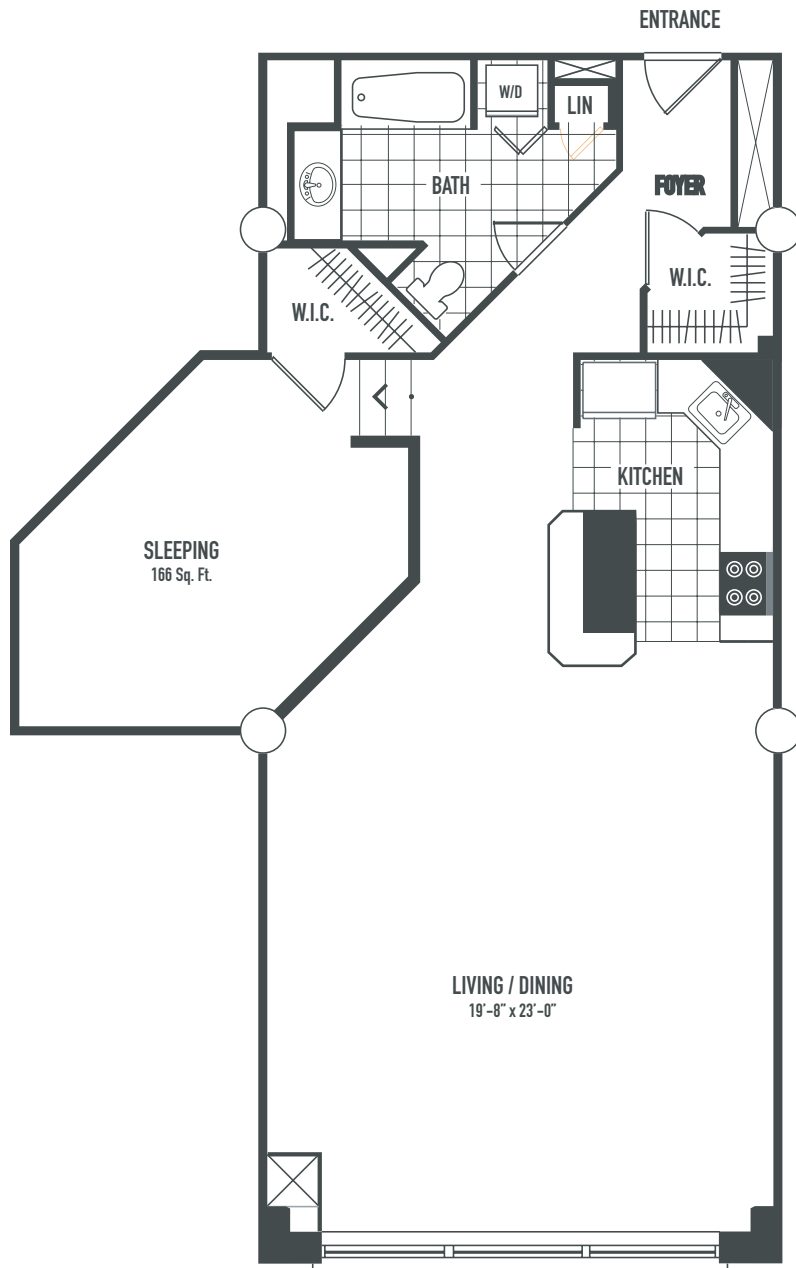 ENTRANCE
W/D
LIN
BATH
FOYER
W.I.C.
W.I.C.
KITCHEN
SLEEPING
166 Sq. Ft.
LIVING / DINING
19'-8" x 23'-0"